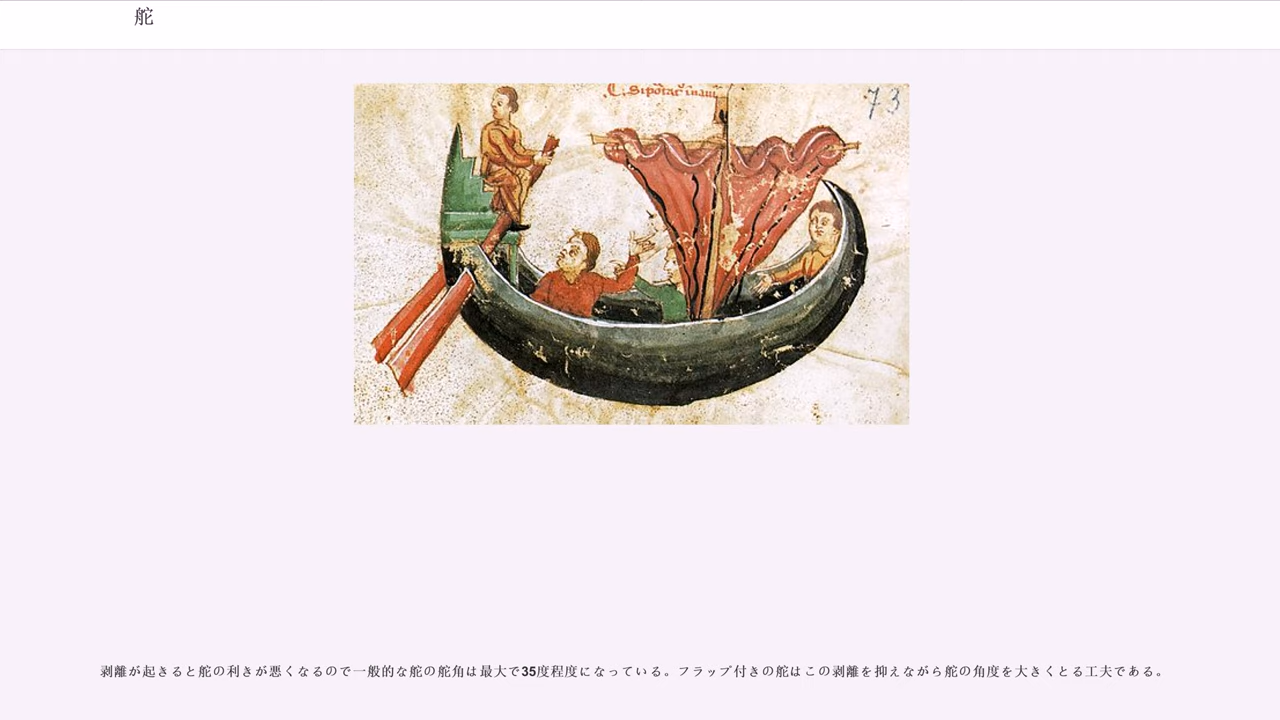 舵
73
剥離が起きると舵の利きが悪くなるので一般的な舵の舵角は最大で35度程度になっている。フラップ付きの舵はこの剥離を抑えながら舵の角度を大きくとる工夫である。